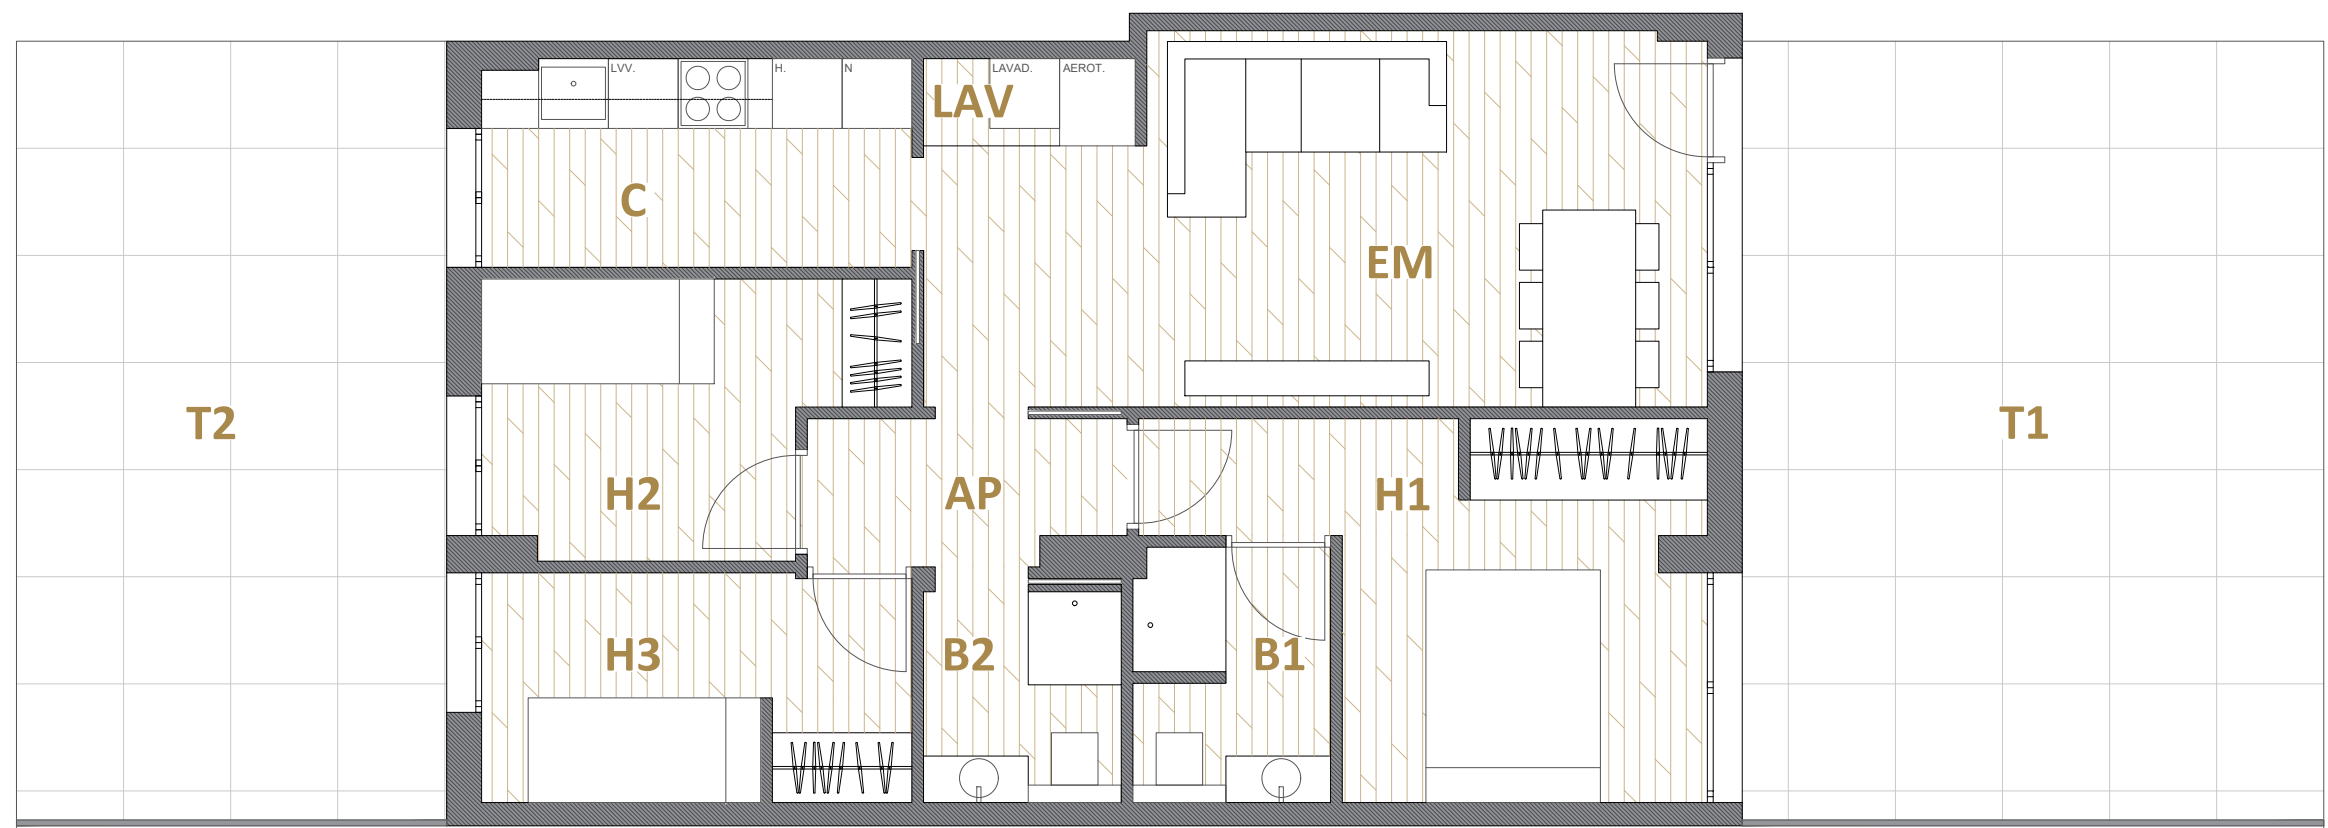 LVV.
H.
N
LAVAD.
AEROT.
LAV
C
EM
T2
T1
H2
AP
H1
H3
B2
B1